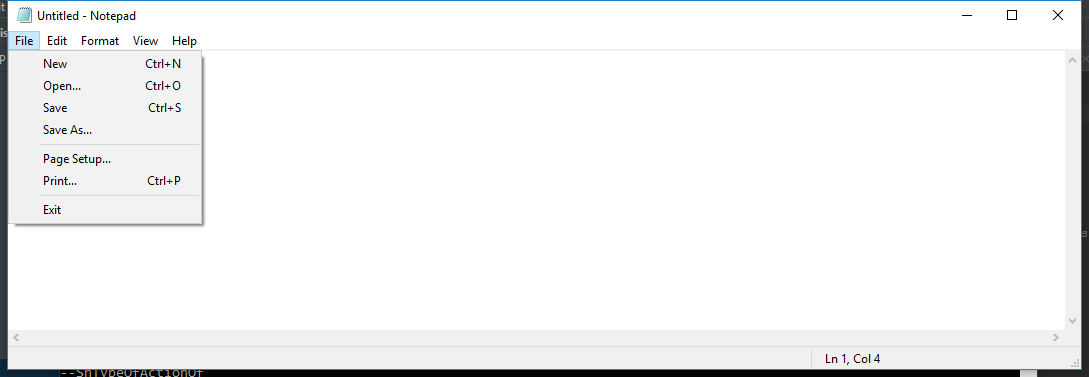 Untitled - Notepad
File Edit Format View Help
New Ctrl+N
Open... Ctrl+O
Save Ctrl+S
Save As...
Page Setup...
Print... Ctrl+P
Exit
Ln 1, Col 4